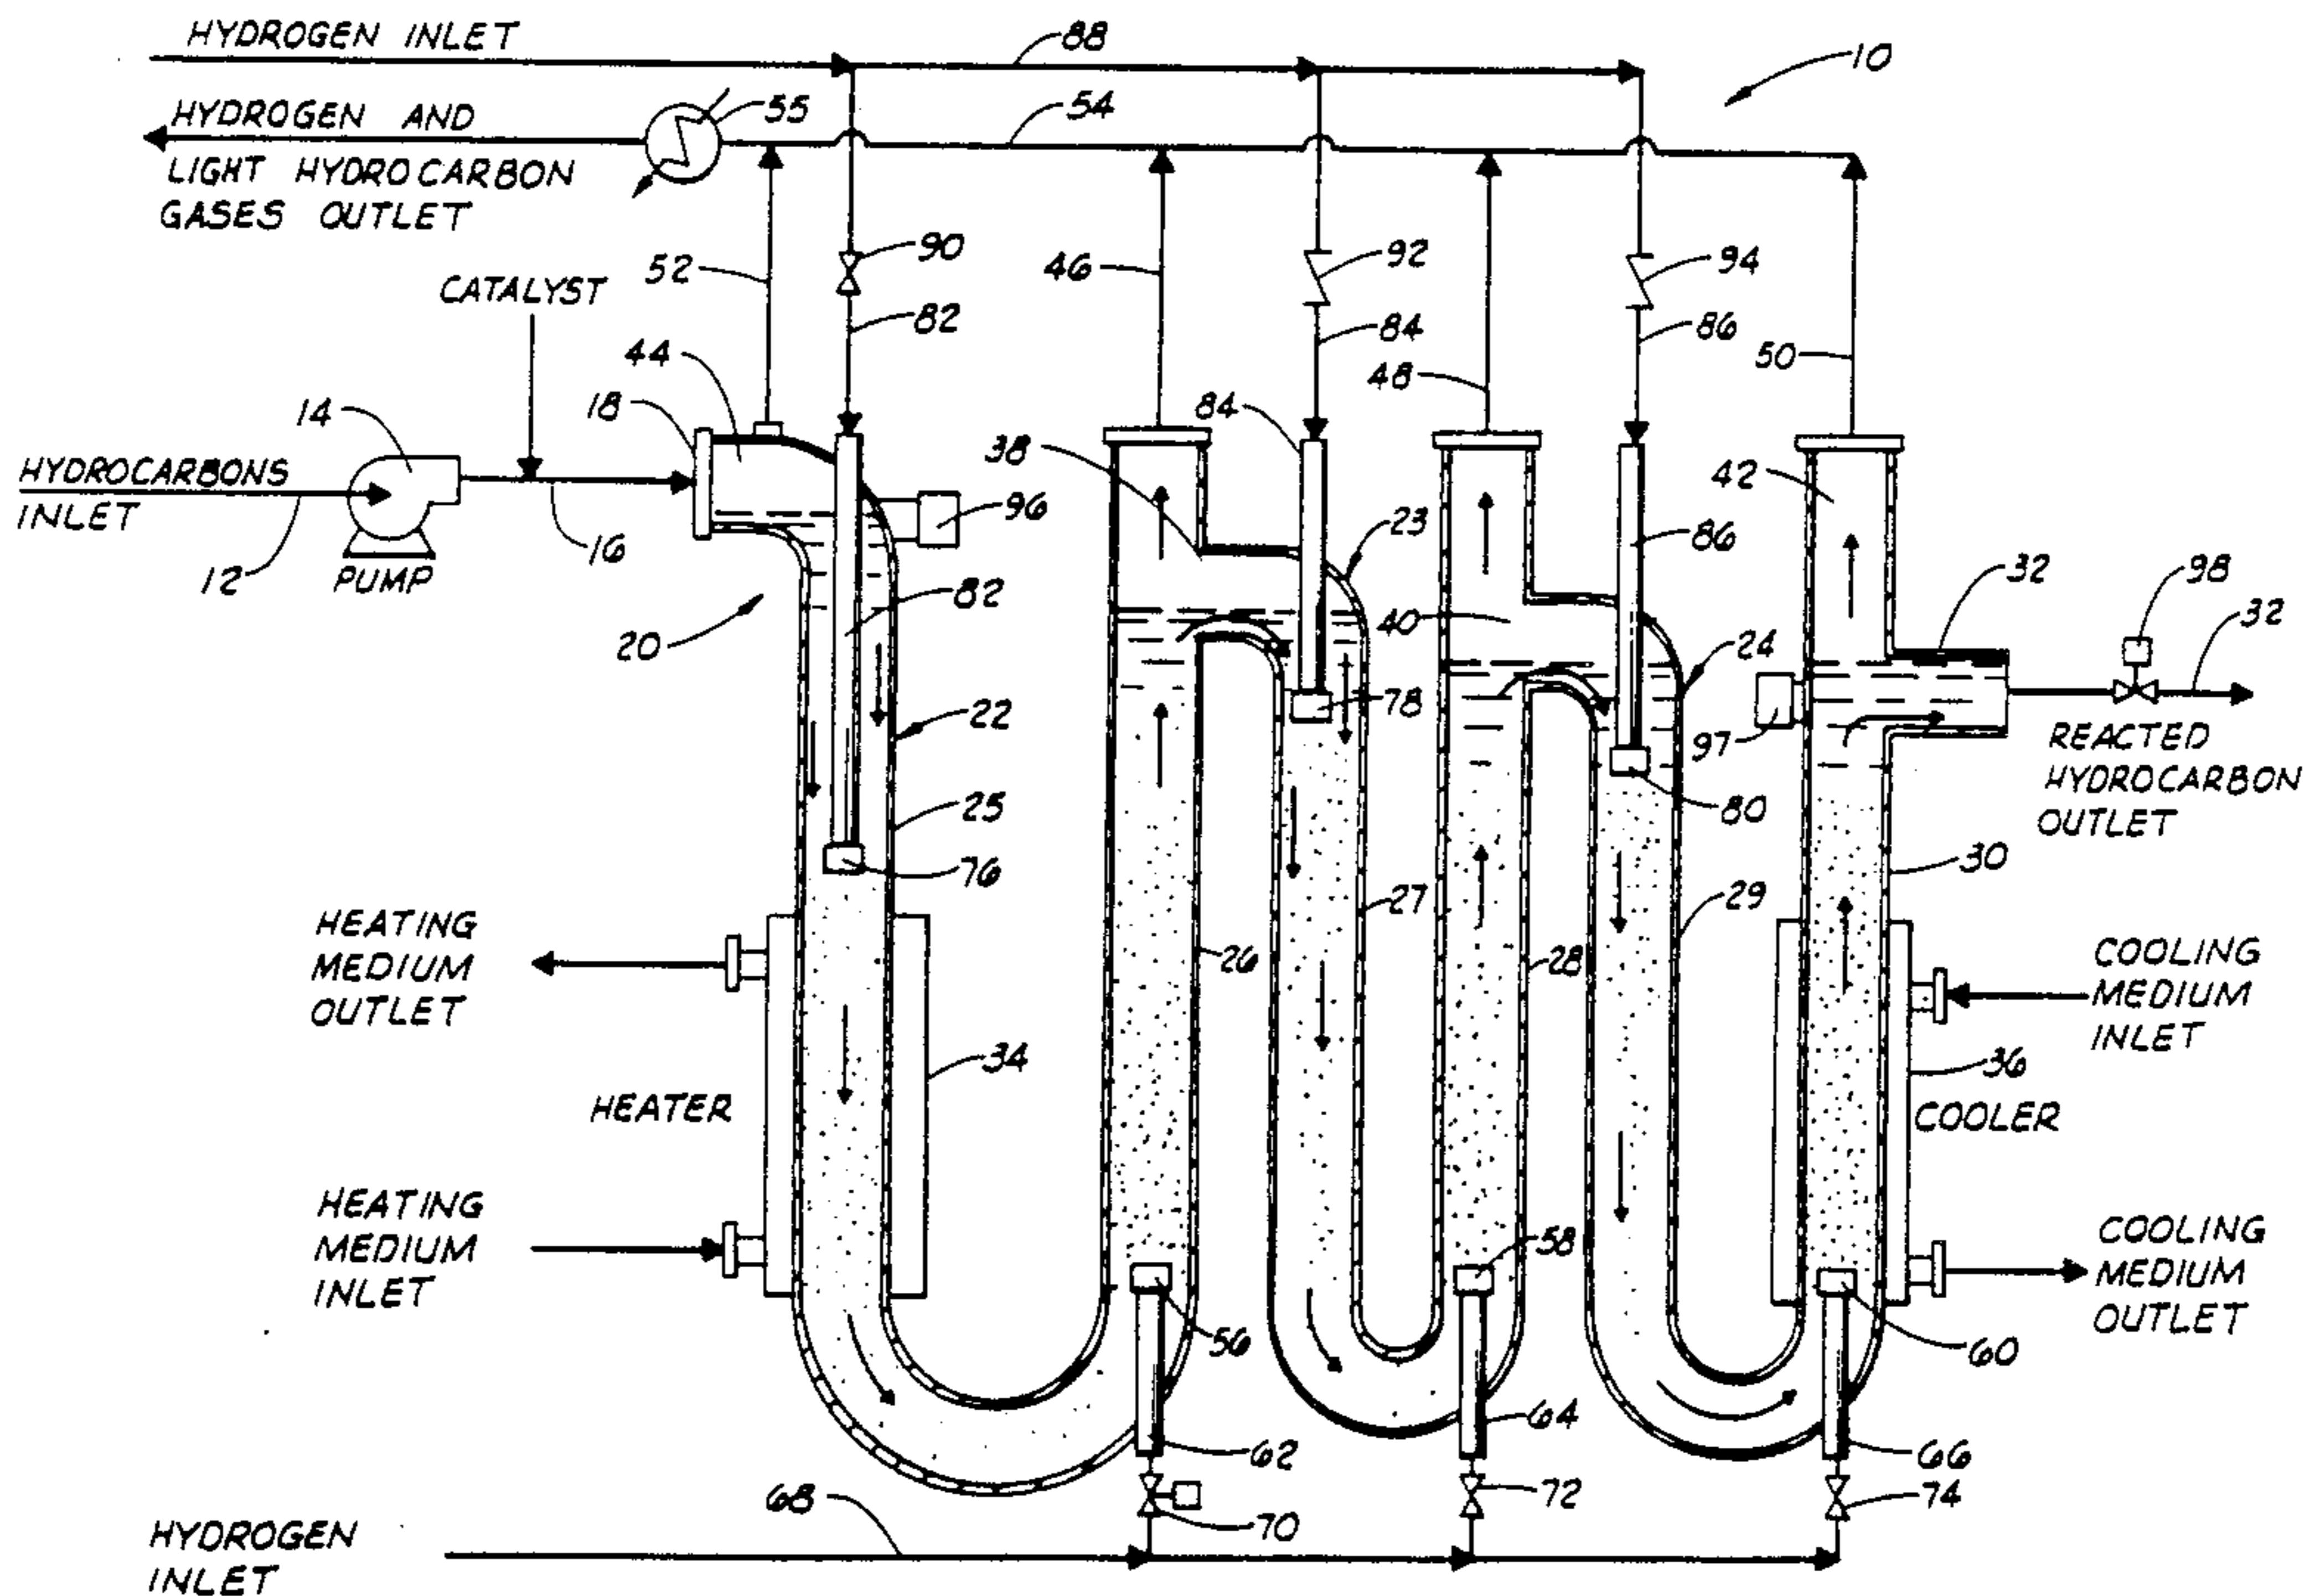 HYDROGEN INLET
88
10
HYDROGEN AND
LIGHT HYDROCARBON
GASES OUTLET
55
54
52
90
46
92
94
CATALYST
82
84
86
44
50
48
14
18
84
38
42
HYDROCARBONS
INLET
96
23
86
98
32
12
PUMP
16
82
40
32
20
24
78
22
97
REACTED
HYDROCARBON
OUTLET
80
25
76
30
27
29
HEATING
MEDIUM
OUTLET
26
28
COOLING
MEDIUM
INLET
34
36
HEATER
COOLER
HEATING
MEDIUM
INLET
58
COOLING
MEDIUM
OUTLET
56
60
62
64
66
68
70
72
74
HYDROGEN
INLET